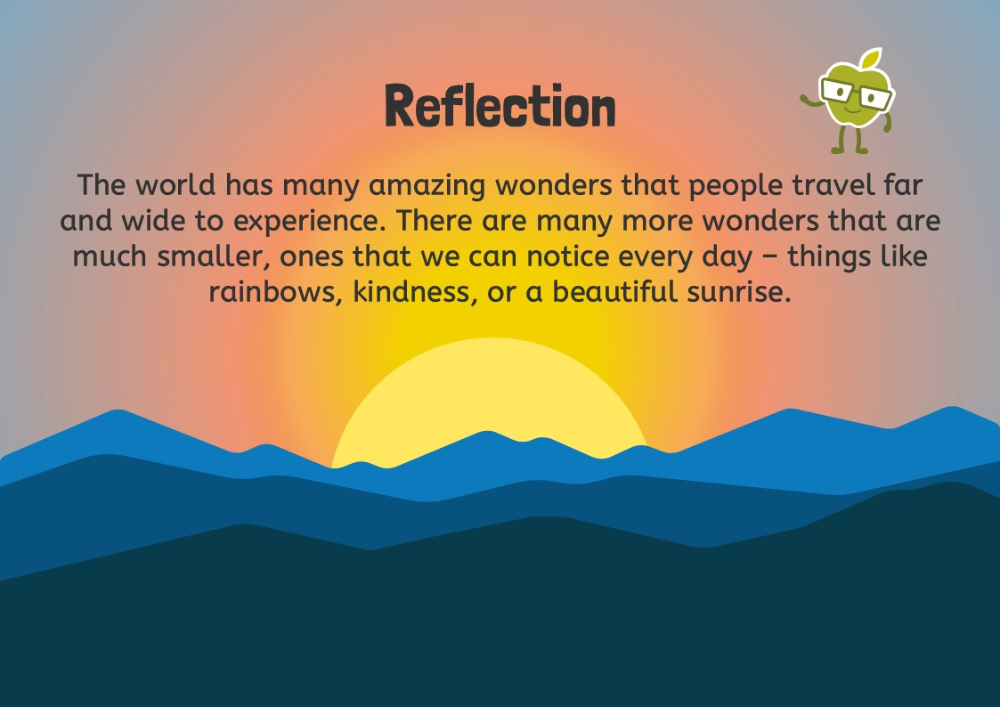 Reflection
The world has many amazing wonders that people travel far
and wide to experience. There are many more wonders that are
much smaller, ones that we can notice every day – things like
rainbows, kindness, or a beautiful sunrise.